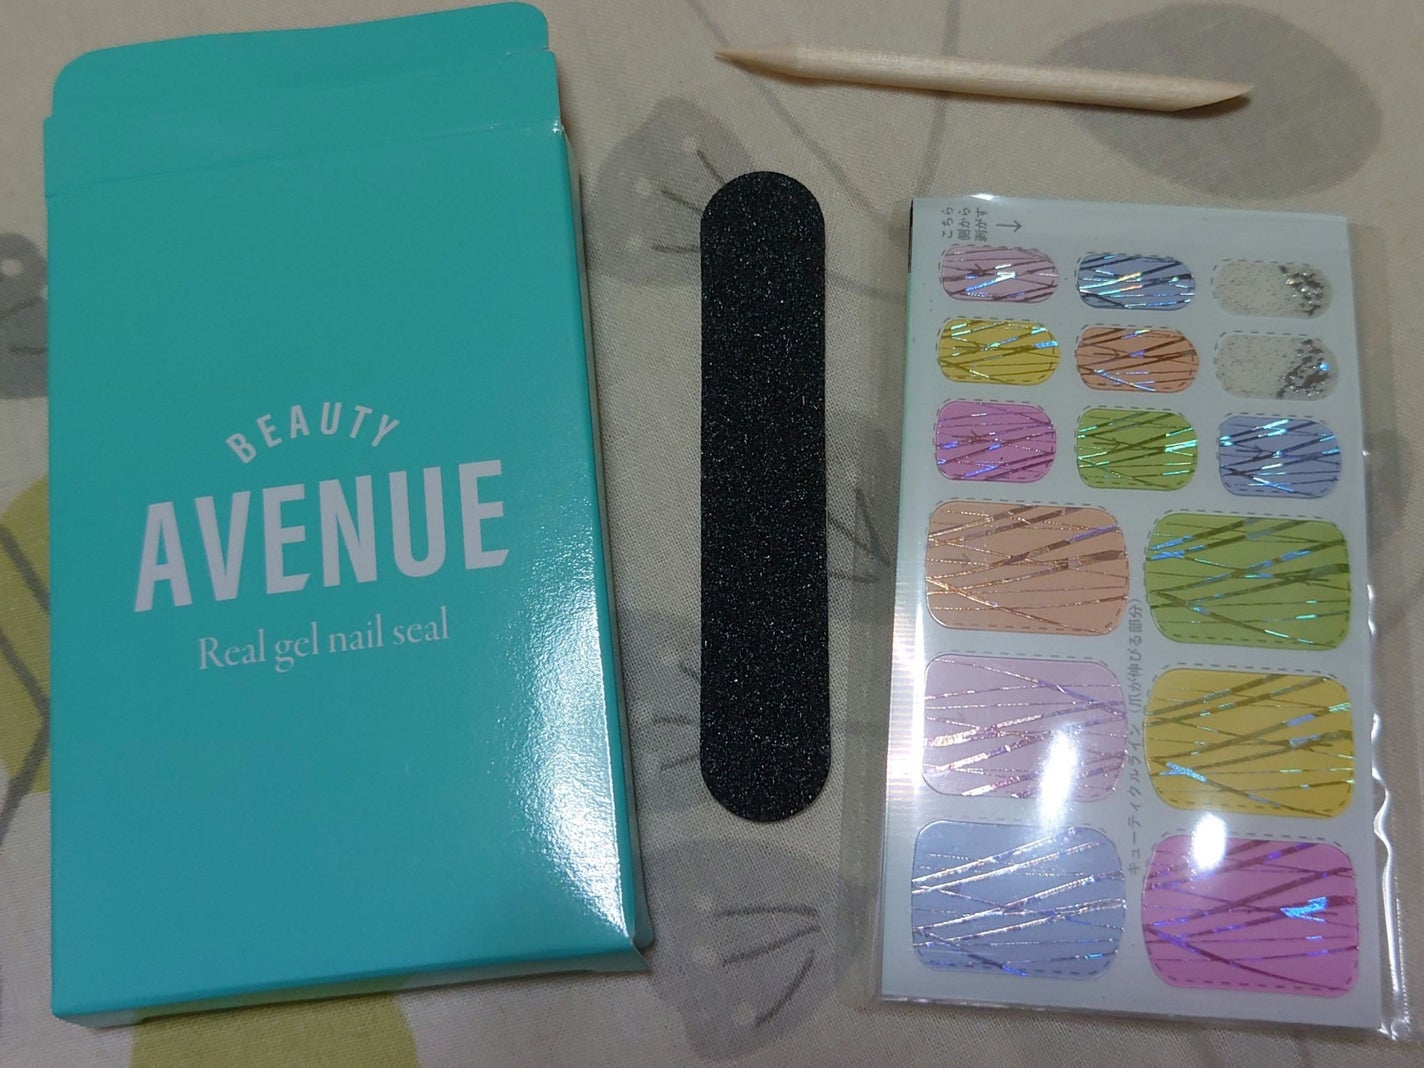 BEAUTY
AVENUE
Real gel nail seal
こちら
側から
剥がす
キューティクルライン（爪が伸びる部分）